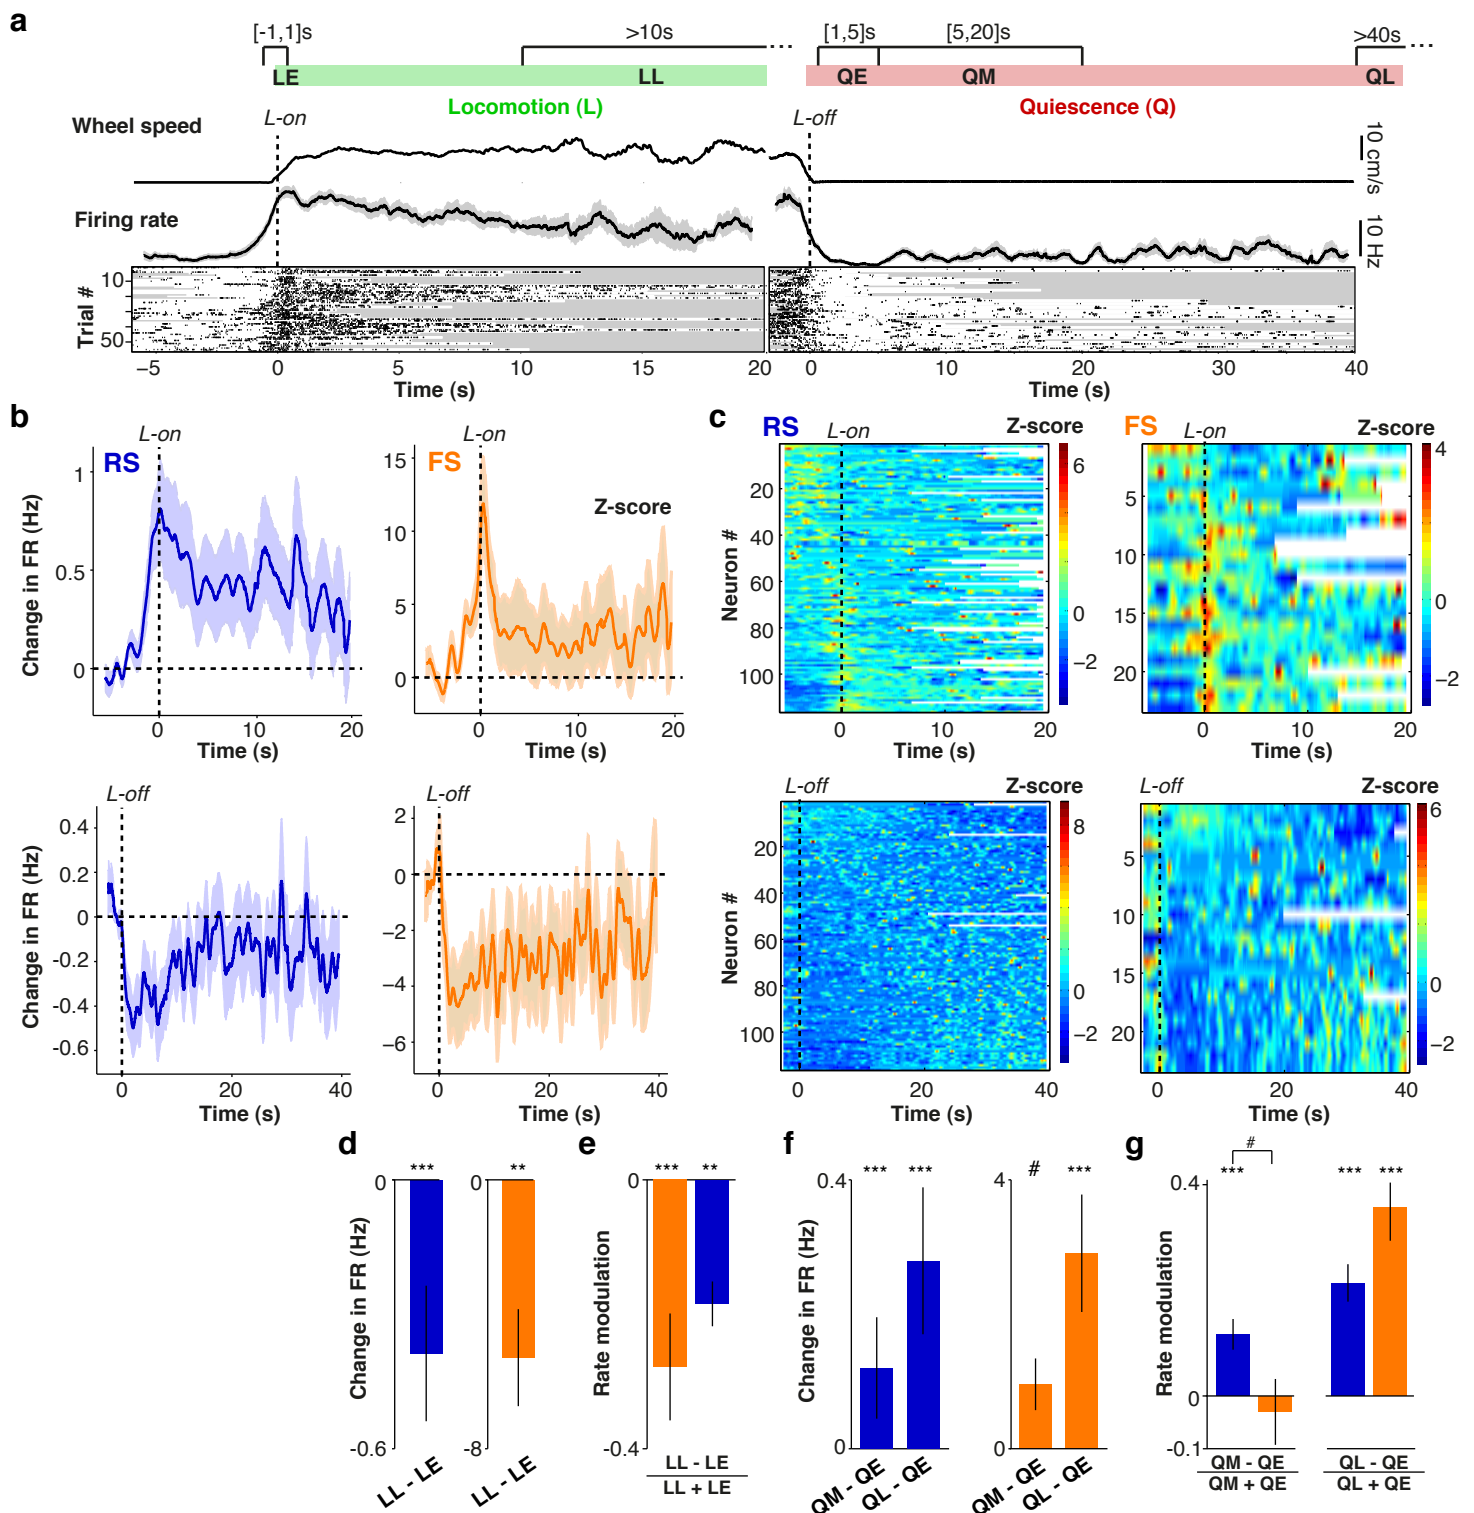 a
[-1,1]s
>10s
[1,5]s
[5,20]s
>40s
LE
LL
QE
QM
QL
Locomotion (L)
Quiescence (Q)
Wheel speed
L-on
L-off
10 cm/s
Firing rate
10 Hz
Trial #
10
50
−5
0
5
10
15
20
0
10
20
30
40
Time (s)
Time (s)
b
RS
L-on
Change in FR (Hz)
1
0.5
0
0
10
20
Time (s)
FS
L-on
Z-score
15
10
5
0
0
10
20
Time (s)
L-off
Change in FR (Hz)
0.4
0.2
0
-0.2
-0.4
-0.6
0
20
40
Time (s)
L-off
2
0
−2
−4
−6
0
20
40
Time (s)
c
RS
L-on
Z-score
Neuron #
20
40
60
80
100
6
0
−2
0
10
20
Time (s)
FS
L-on
Z-score
5
10
15
20
4
0
−2
0
10
20
Time (s)
L-off
Z-score
Neuron #
20
40
60
80
100
8
0
−2
0
20
40
Time (s)
L-off
Z-score
5
10
15
20
6
0
−2
0
20
40
Time (s)
d
Change in FR (Hz)
0
-0.6
***
LL - LE
0
-8
**
LL - LE
e
Rate modulation
0
-0.4
***
**
LL - LE
LL + LE
f
Change in FR (Hz)
0.4
0
***
***
QM - QE
QL - QE
4
0
#
***
QM - QE
QL - QE
g
Rate modulation
#
***
0.4
0
-0.1
QM - QE
QM + QE
***
***
QL - QE
QL + QE